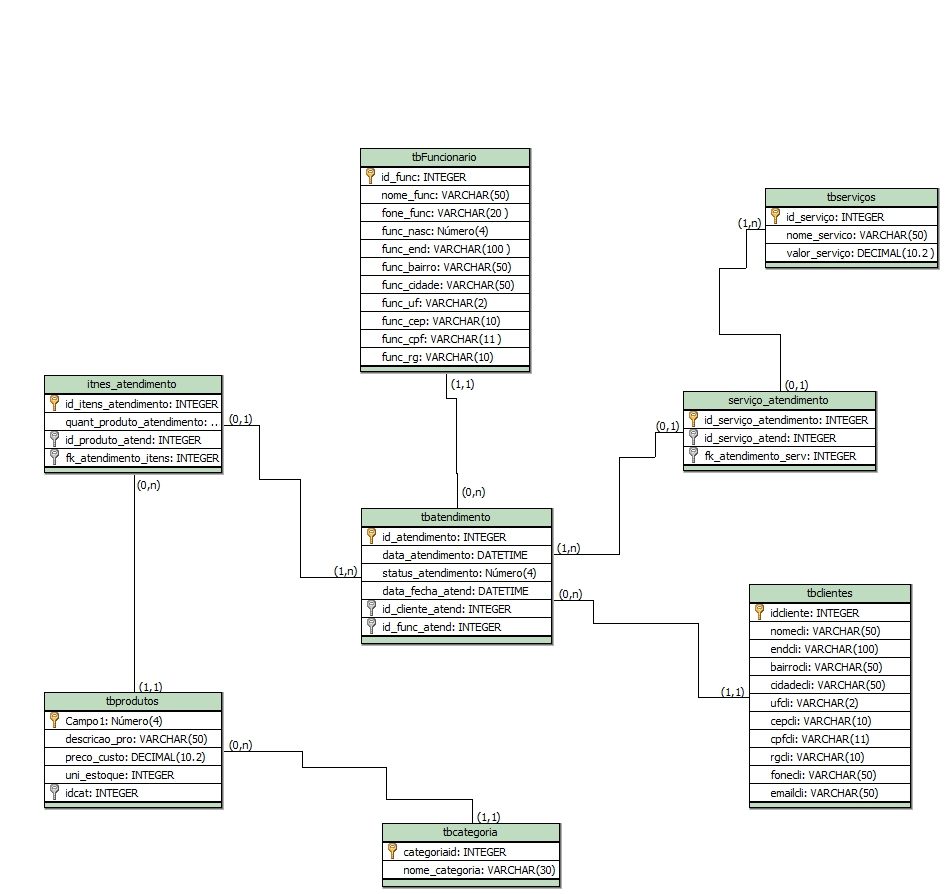 tbFuncionario
id_func: INTEGER
nome_func: VARCHAR(50)
fone_func: VARCHAR(20 )
func_nasc: Número(4)
func_end: VARCHAR(100 )
func_bairro: VARCHAR(50)
func_cidade: VARCHAR(50)
func_uf: VARCHAR(2)
func_cep: VARCHAR(10)
func_cpf: VARCHAR(11 )
func_rg: VARCHAR(10)
(1,1)
(0,n)
tbserviços
id_serviço: INTEGER
nome_servico: VARCHAR(50)
valor_serviço: DECIMAL(10.2 )
(1,n)
(0,1)
itnes_atendimento
id_itens_atendimento: INTEGER
quant_produto_atendimento: ..
id_produto_atend: INTEGER
fk_atendimento_itens: INTEGER
(0,1)
(1,n)
(0,n)
(1,1)
serviço_atendimento
id_serviço_atendimento: INTEGER
id_serviço_atend: INTEGER
fk_atendimento_serv: INTEGER
(0,1)
(1,n)
tbatendimento
id_atendimento: INTEGER
data_atendimento: DATETIME
status_atendimento: Número(4)
data_fecha_atend: DATETIME
id_cliente_atend: INTEGER
id_func_atend: INTEGER
(0,n)
(1,1)
tbclientes
idcliente: INTEGER
nomecli: VARCHAR(50)
endcli: VARCHAR(100)
bairrocli: VARCHAR(50)
cidadecli: VARCHAR(50)
ufcli: VARCHAR(2)
cepcli: VARCHAR(10)
cpfcli: VARCHAR(11)
rgcli: VARCHAR(10)
fonecli: VARCHAR(50)
emailcli: VARCHAR(50)
tbprodutos
Campo1: Número(4)
descricao_pro: VARCHAR(50)
preco_custo: DECIMAL(10.2)
uni_estoque: INTEGER
idcat: INTEGER
(0,n)
(1,1)
tbcategoria
categoriaid: INTEGER
nome_categoria: VARCHAR(30)